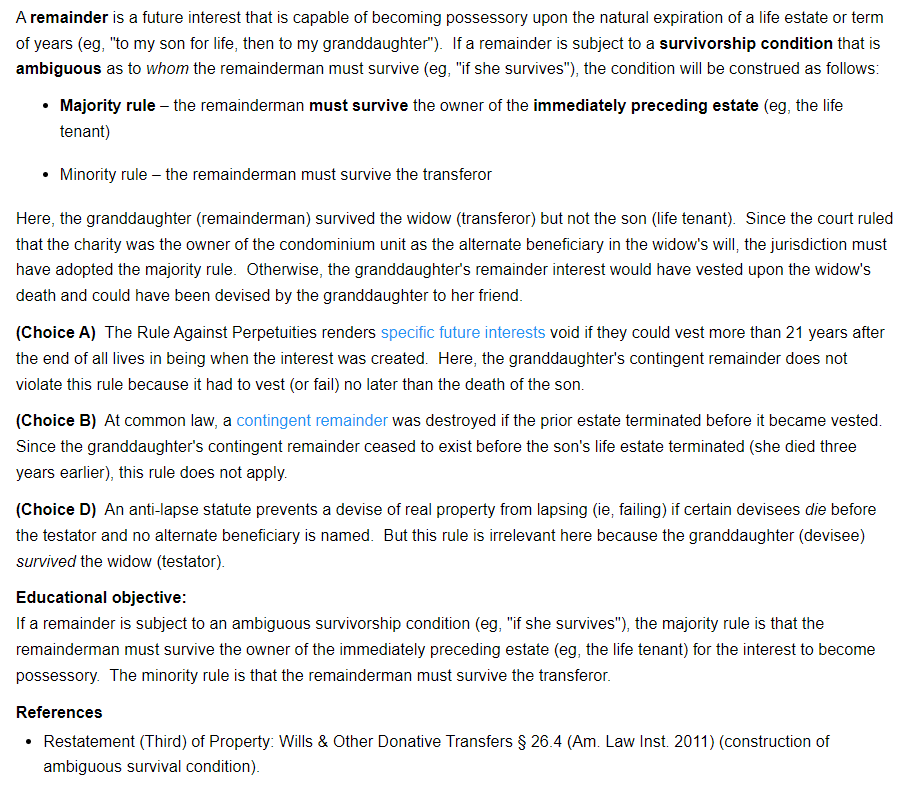 A remainder is a future interest that is capable of becoming possessory upon the natural expiration of a life estate or term
of years (eg, "to my son for life, then to my granddaughter").  If a remainder is subject to a survivorship condition that is
ambiguous as to whom the remainderman must survive (eg, "if she survives"), the condition will be construed as follows:
• Majority rule – the remainderman must survive the owner of the immediately preceding estate (eg, the life
tenant)
• Minority rule – the remainderman must survive the transferor
Here, the granddaughter (remainderman) survived the widow (transferor) but not the son (life tenant).  Since the court ruled
that the charity was the owner of the condominium unit as the alternate beneficiary in the widow's will, the jurisdiction must
have adopted the majority rule.  Otherwise, the granddaughter's remainder interest would have vested upon the widow's
death and could have been devised by the granddaughter to her friend.
(Choice A)  The Rule Against Perpetuities renders specific future interests void if they could vest more than 21 years after
the end of all lives in being when the interest was created.  Here, the granddaughter's contingent remainder does not
violate this rule because it had to vest (or fail) no later than the death of the son.
(Choice B)  At common law, a contingent remainder was destroyed if the prior estate terminated before it became vested.
Since the granddaughter's contingent remainder ceased to exist before the son's life estate terminated (she died three
years earlier), this rule does not apply.
(Choice D)  An anti-lapse statute prevents a devise of real property from lapsing (ie, failing) if certain devisees die before
the testator and no alternate beneficiary is named.  But this rule is irrelevant here because the granddaughter (devisee)
survived the widow (testator).
Educational objective:
If a remainder is subject to an ambiguous survivorship condition (eg, "if she survives"), the majority rule is that the
remainderman must survive the owner of the immediately preceding estate (eg, the life tenant) for the interest to become
possessory.  The minority rule is that the remainderman must survive the transferor.
References
• Restatement (Third) of Property: Wills & Other Donative Transfers § 26.4 (Am. Law Inst. 2011) (construction of
ambiguous survival condition).